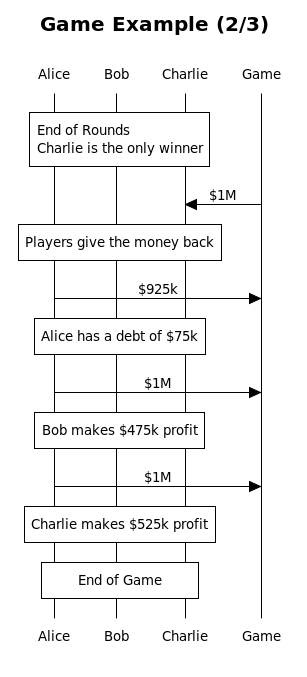 Game Example (2/3)
Alice Bob Charlie Game
End of Rounds
Charlie is the only winner
$1M
Players give the money back
$925k
Alice has a debt of $75k
$1M
Bob makes $475k profit
$1M
Charlie makes $525k profit
End of Game
Alice Bob Charlie Game